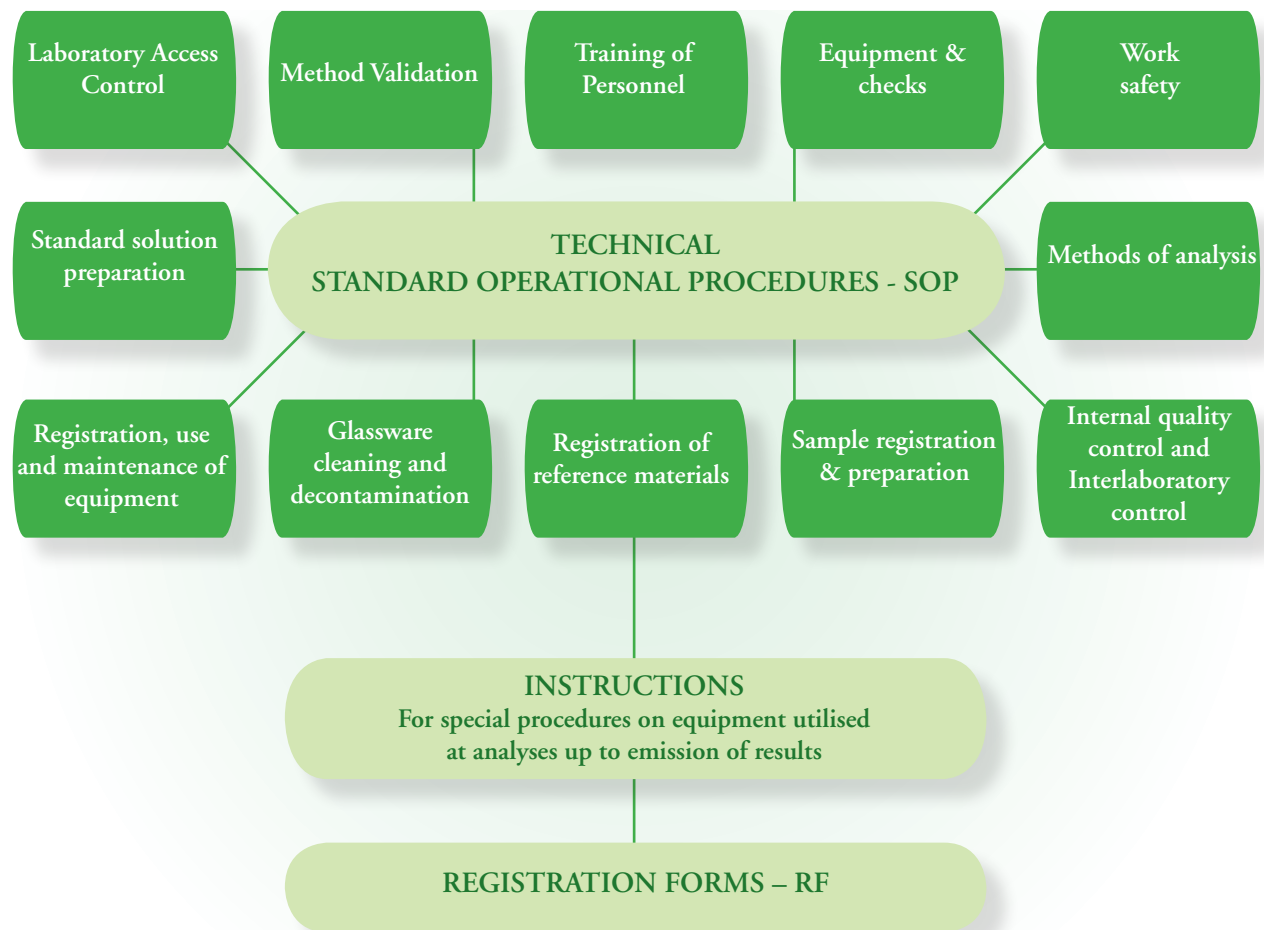 Laboratory Access
Control
Method Validation
Training of
Personnel
Equipment &
checks
Work
safety
Standard solution
preparation
TECHNICAL
STANDARD OPERATIONAL PROCEDURES - SOP
Methods of analysis
Registration, use
and maintenance of
equipment
Glassware
cleaning and
decontamination
Registration of
reference materials
Sample registration
& preparation
Internal quality
control and
Interlaboratory
control
INSTRUCTIONS
For special procedures on equipment utilised
at analyses up to emission of results
REGISTRATION FORMS – RF